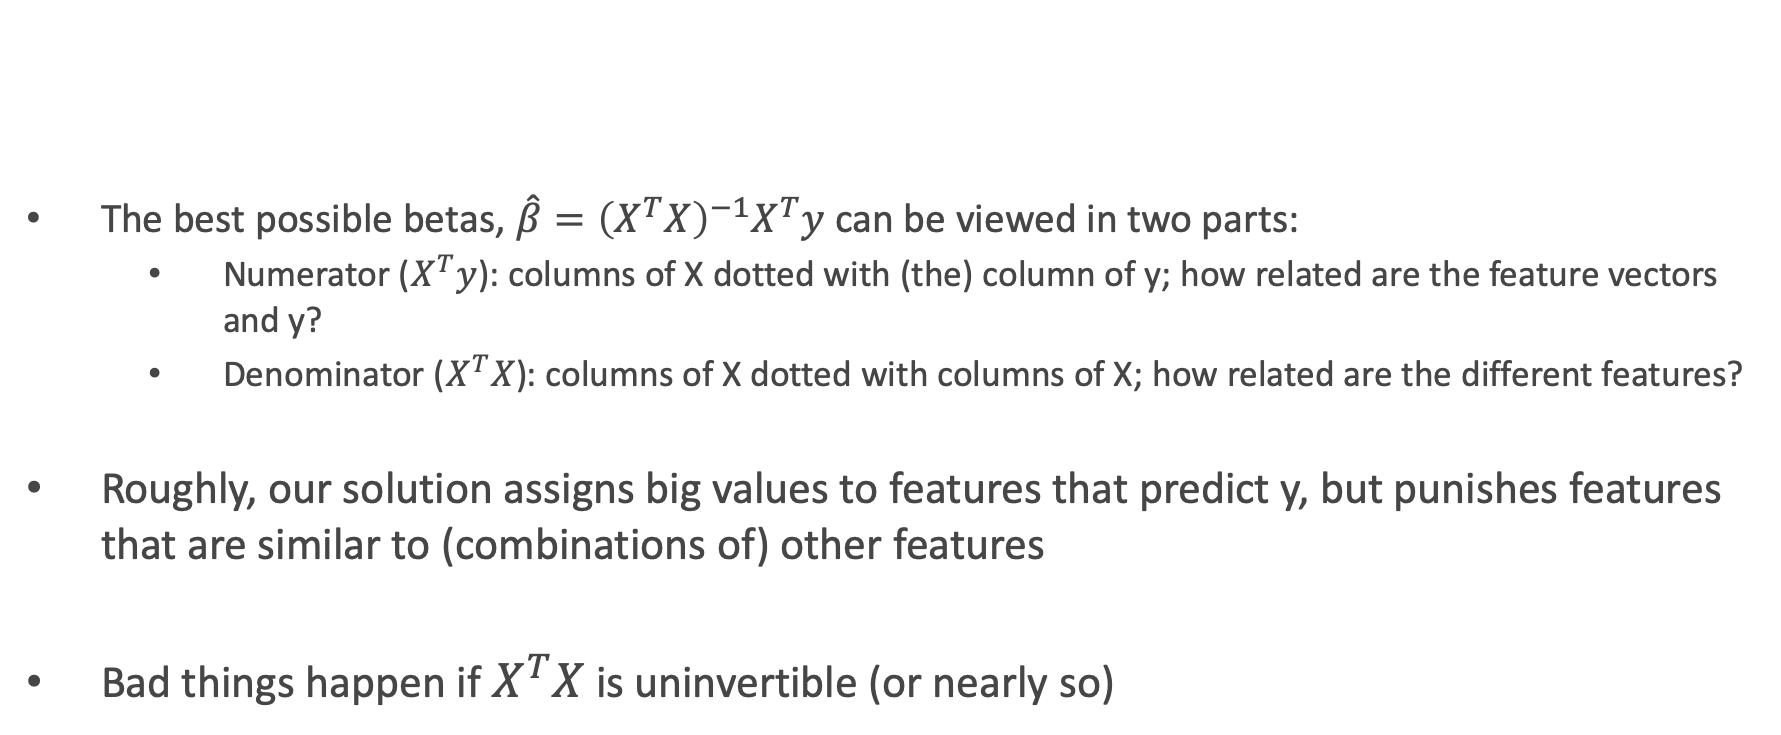 • The best possible betas, β̂ = (XᵀX)⁻¹Xᵀy can be viewed in two parts:
• Numerator (Xᵀy): columns of X dotted with (the) column of y; how related are the feature vectors
and y?
• Denominator (XᵀX): columns of X dotted with columns of X; how related are the different features?
• Roughly, our solution assigns big values to features that predict y, but punishes features
that are similar to (combinations of) other features
• Bad things happen if XᵀX is uninvertible (or nearly so)